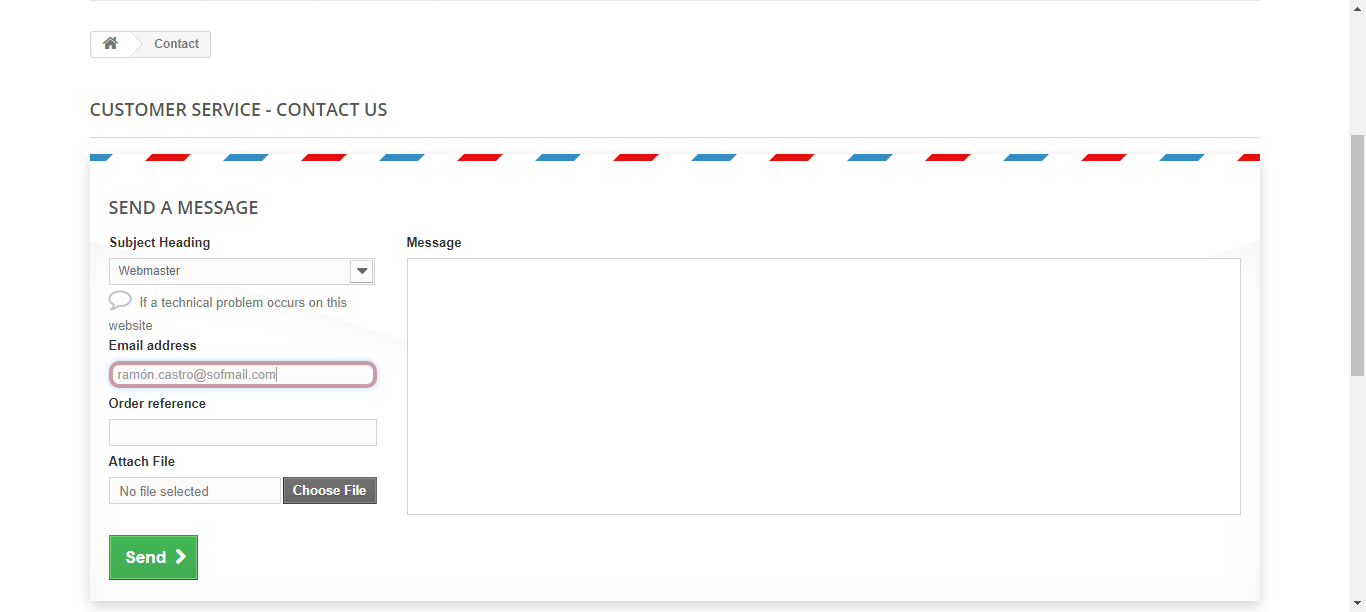 Contact
CUSTOMER SERVICE - CONTACT US
SEND A MESSAGE
Subject Heading
Webmaster
If a technical problem occurs on this
website
Email address
ramón.castro@sofmail.com
Order reference
Attach File
No file selected
Choose File
Send
Message